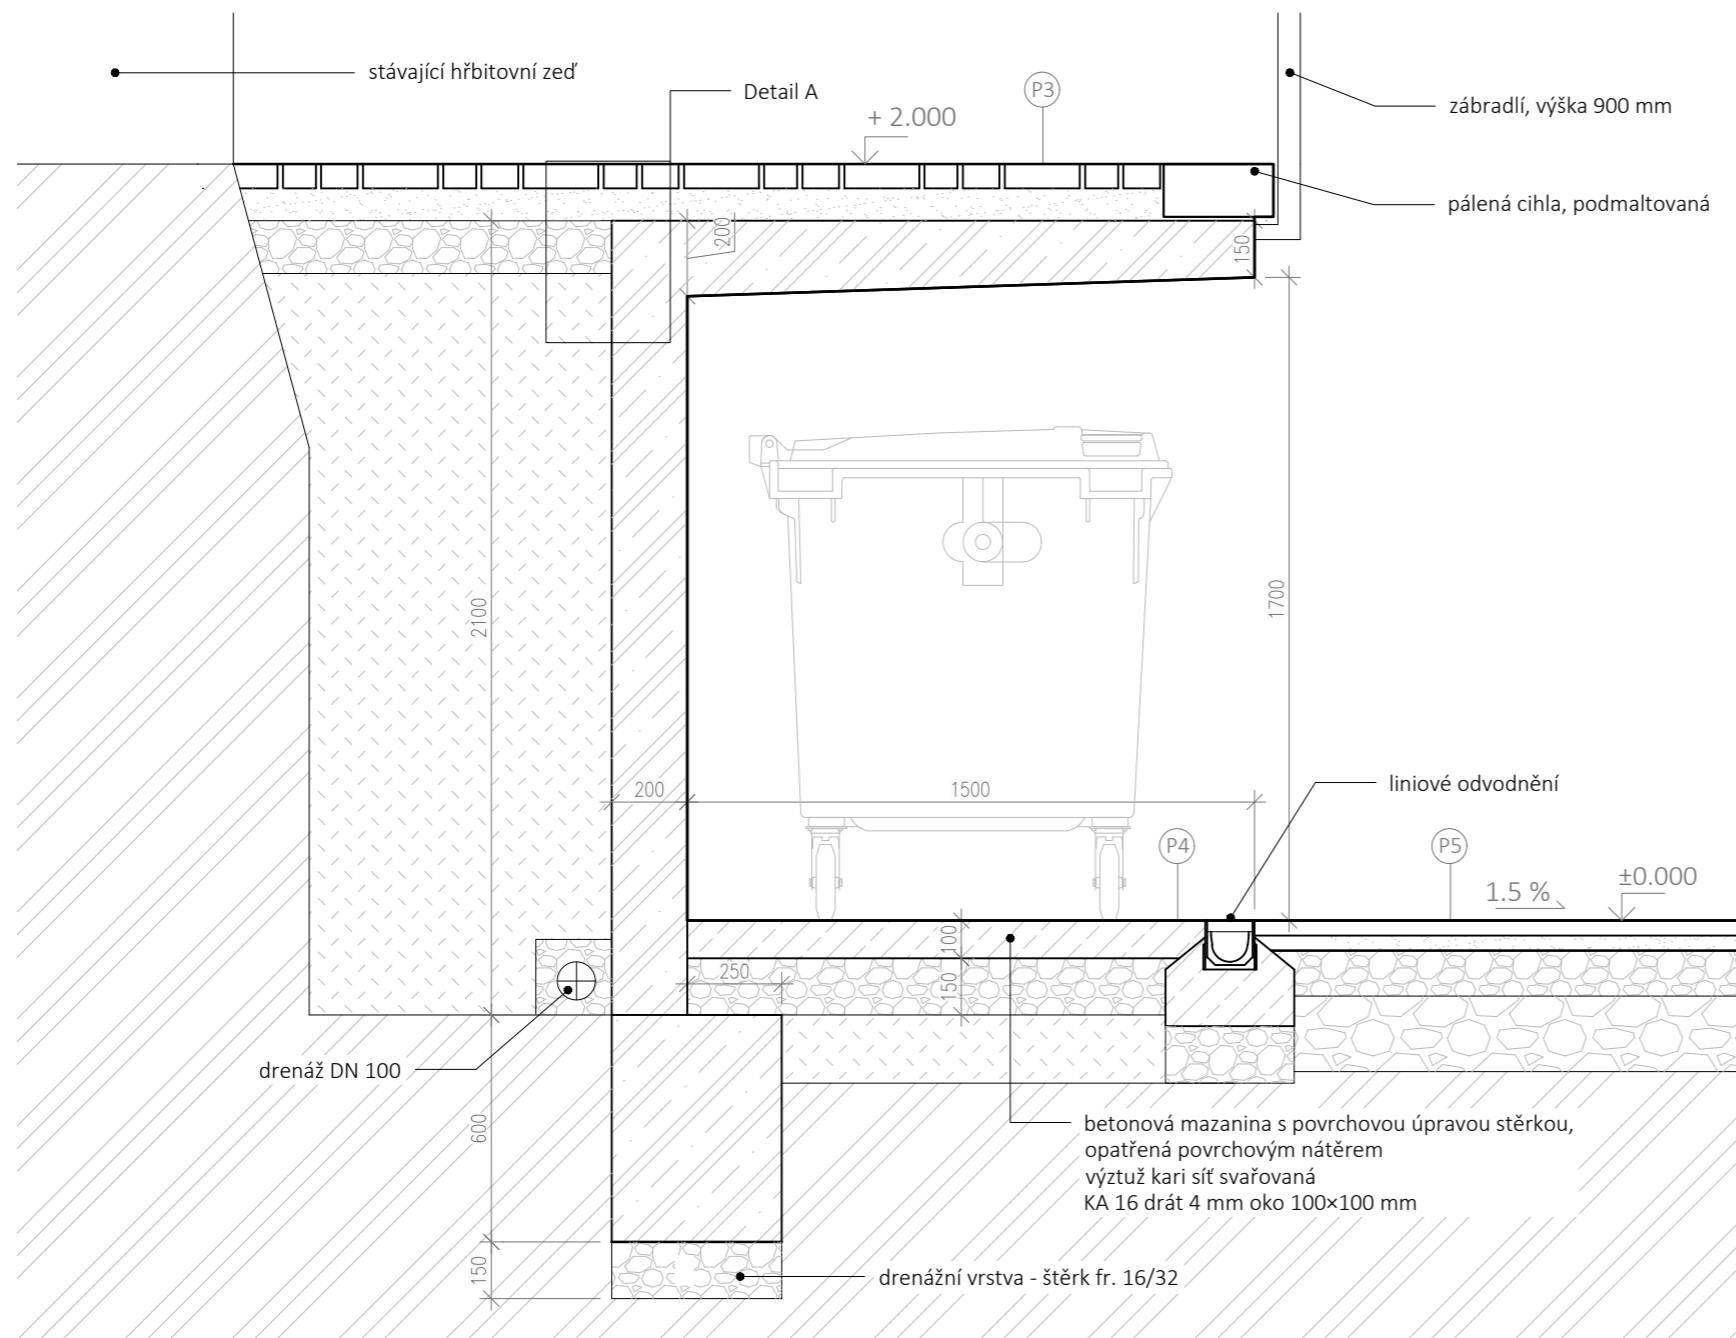 stávající hřbitovní zeď
Detail A
P3
+ 2.000
zábradlí, výška 900 mm
pálená cihla, podmaltovaná
200
150
2100
1700
200
1500
liniové odvodnění
P4
P5
1.5 %
±0.000
100
250
150
drenáž DN 100
600
betonová mazanina s povrchovou úpravou stěrkou,
opatřená povrchovým nátěrem
výztuž kari síť svařovaná
KA 16 drát 4 mm oko 100×100 mm
150
drenážní vrstva - štěrk fr. 16/32